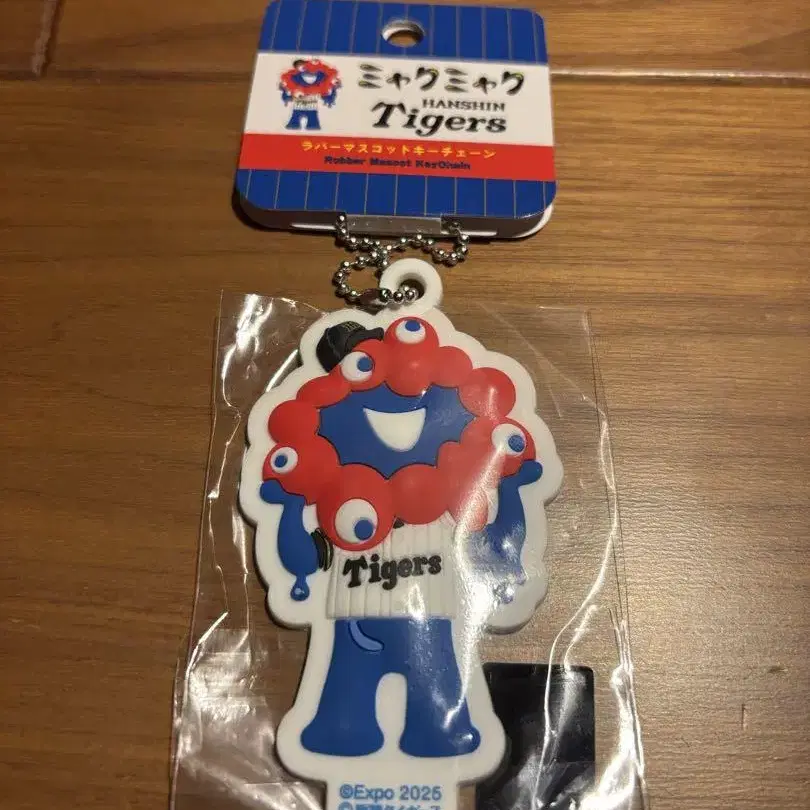 ミャクミャク
HANSHIN
Tigers
ラバーマスコットキーチェーン
Rubber Mascot KeyChain
Tigers
©Expo 2025